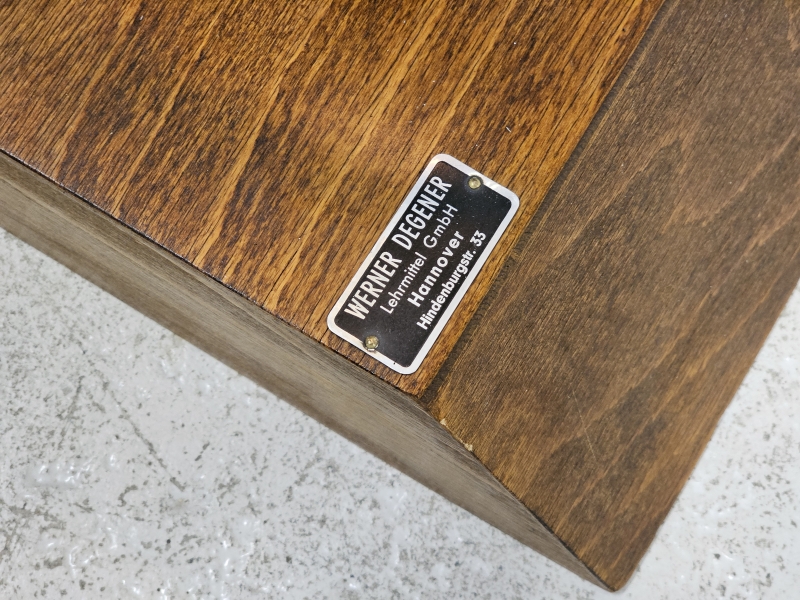 WERNER DEGENER
Lehrmittel GmbH
Hannover
Hindenburgstr. 33